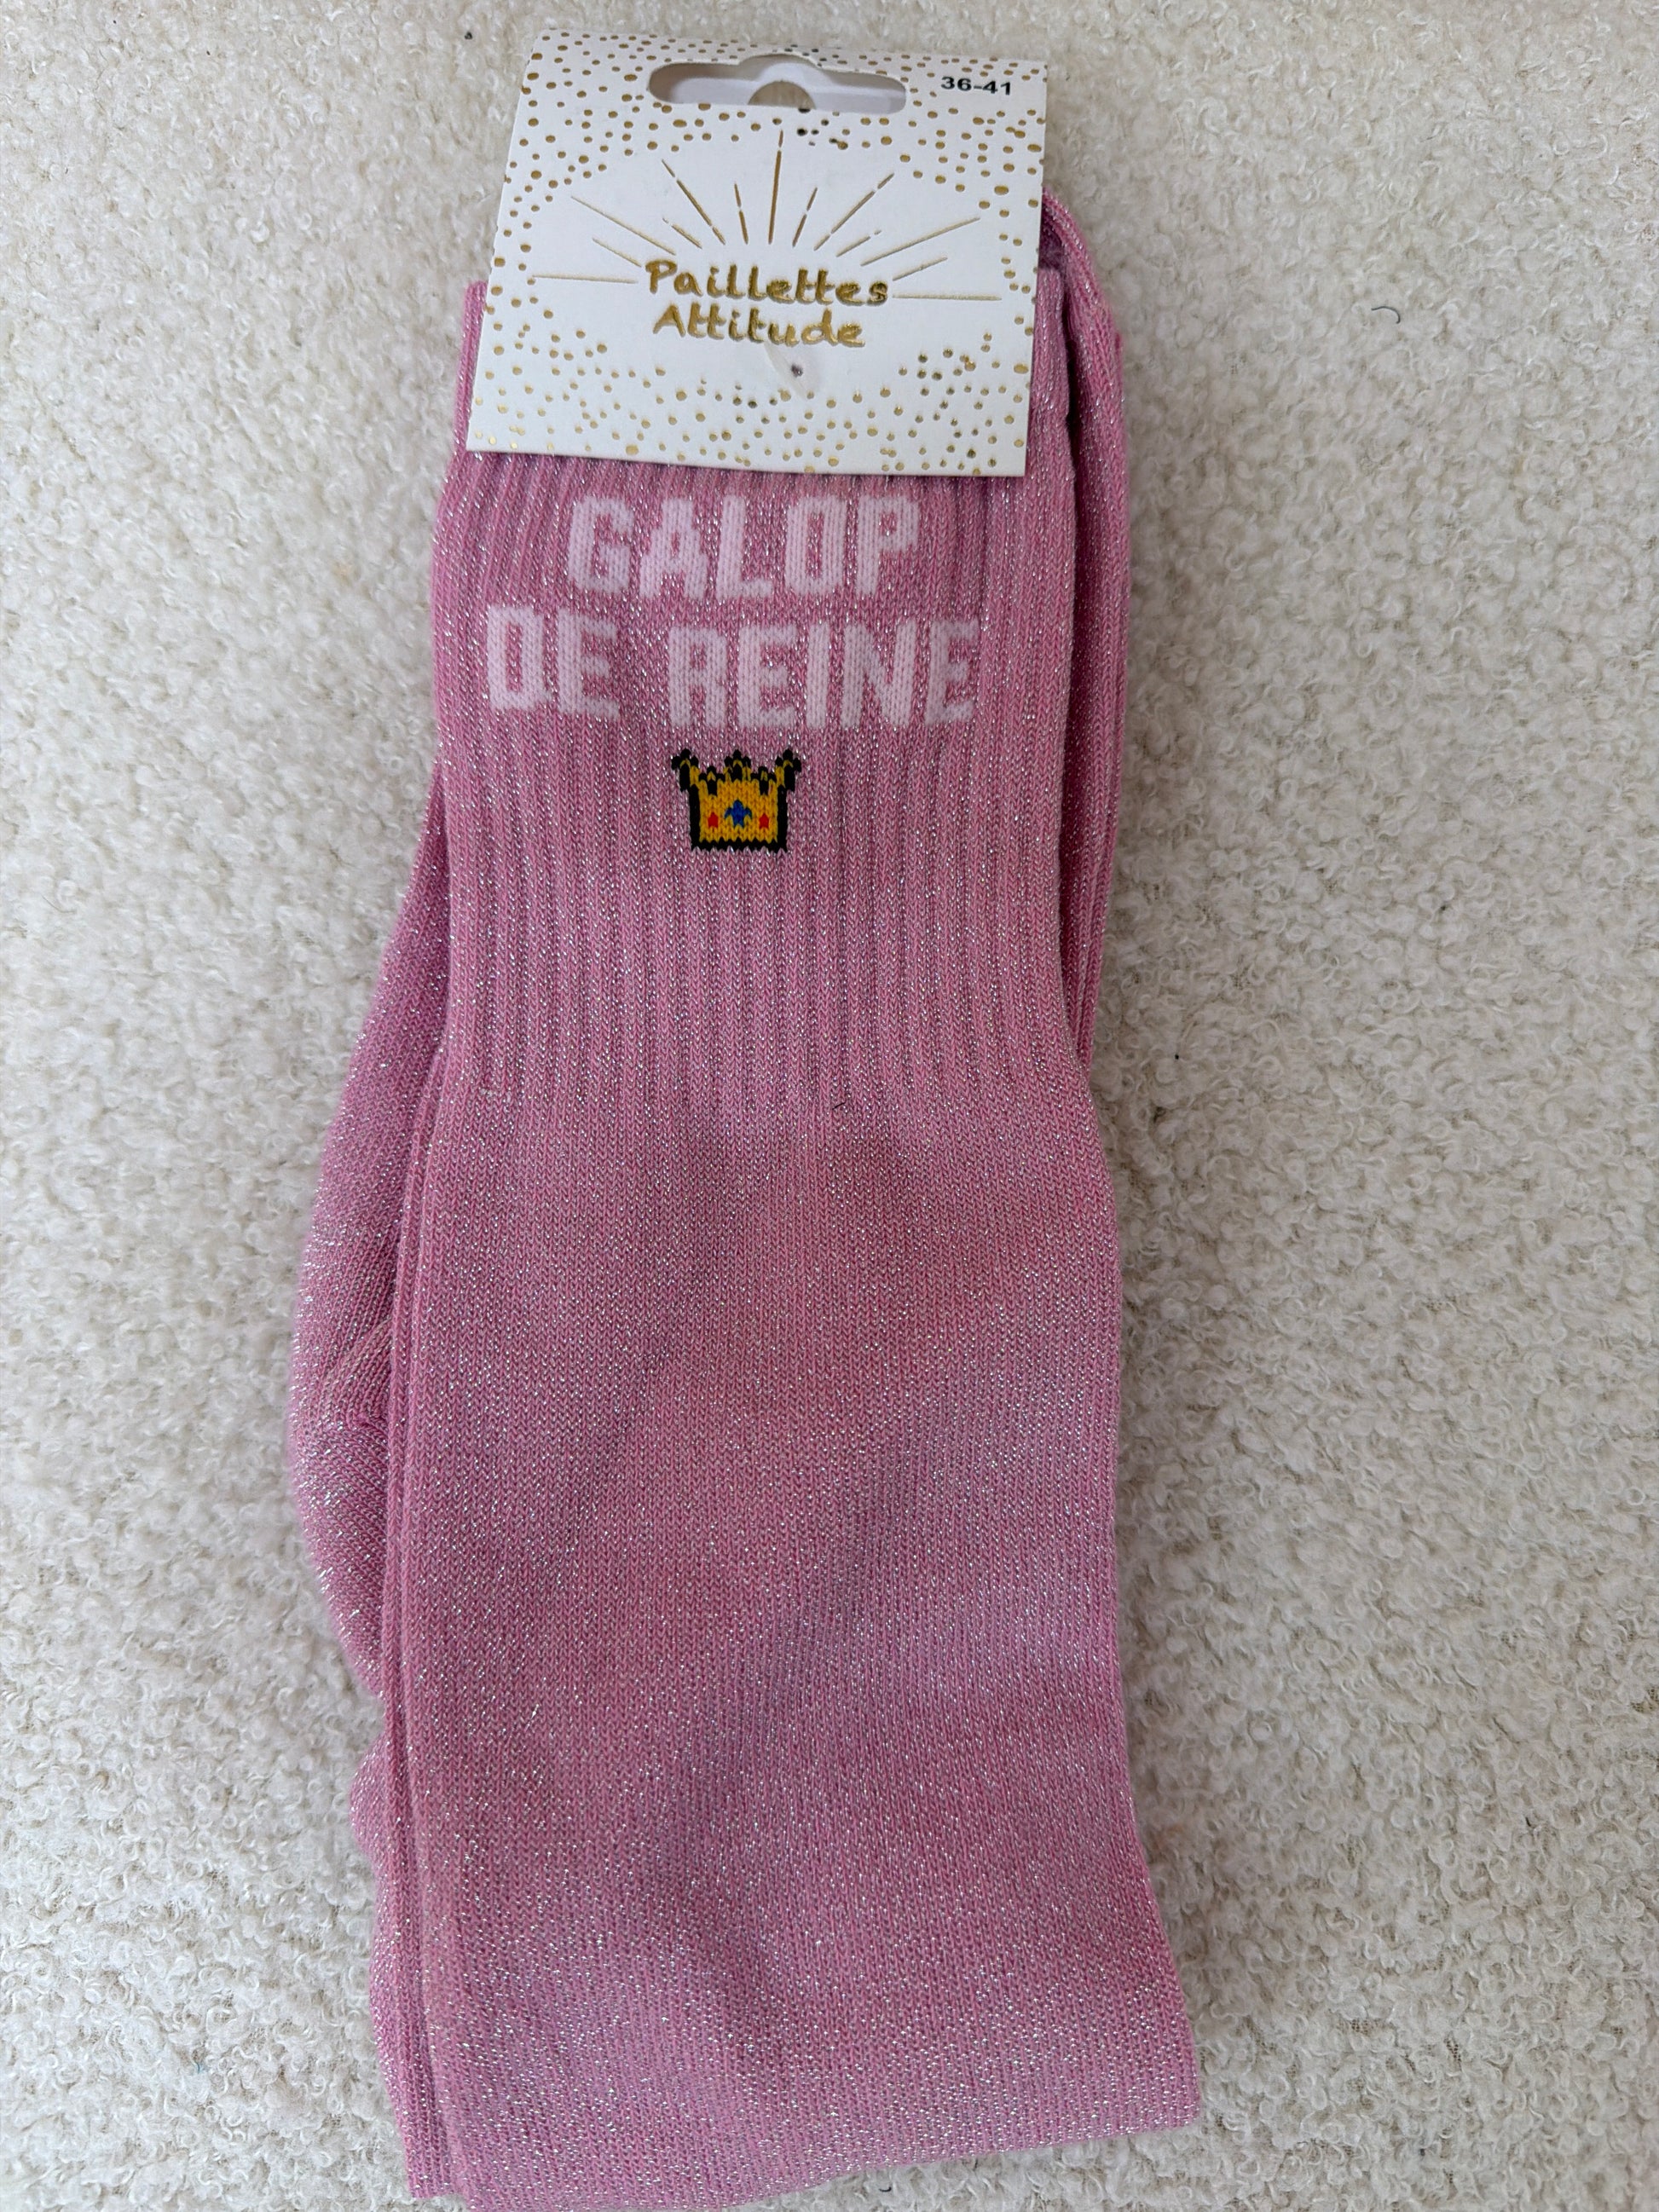 36-41
Paillettes
Attitude
GALOP
DE REINE